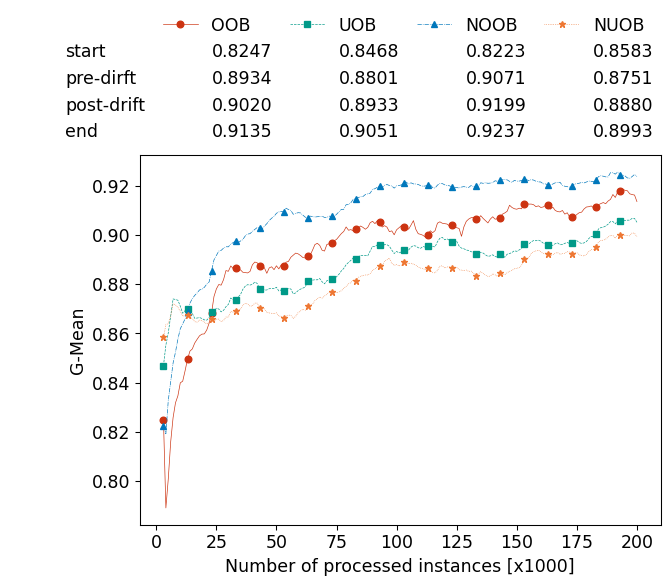 OOB UOB NOOB NUOB
start 0.8247 0.8468 0.8223 0.8583
pre-dirft 0.8934 0.8801 0.9071 0.8751
post-drift 0.9020 0.8933 0.9199 0.8880
end 0.9135 0.9051 0.9237 0.8993
0.92
0.90
0.88
0.86
0.84
0.82
0.80
G-Mean
0 25 50 75 100 125 150 175 200
Number of processed instances [x1000]